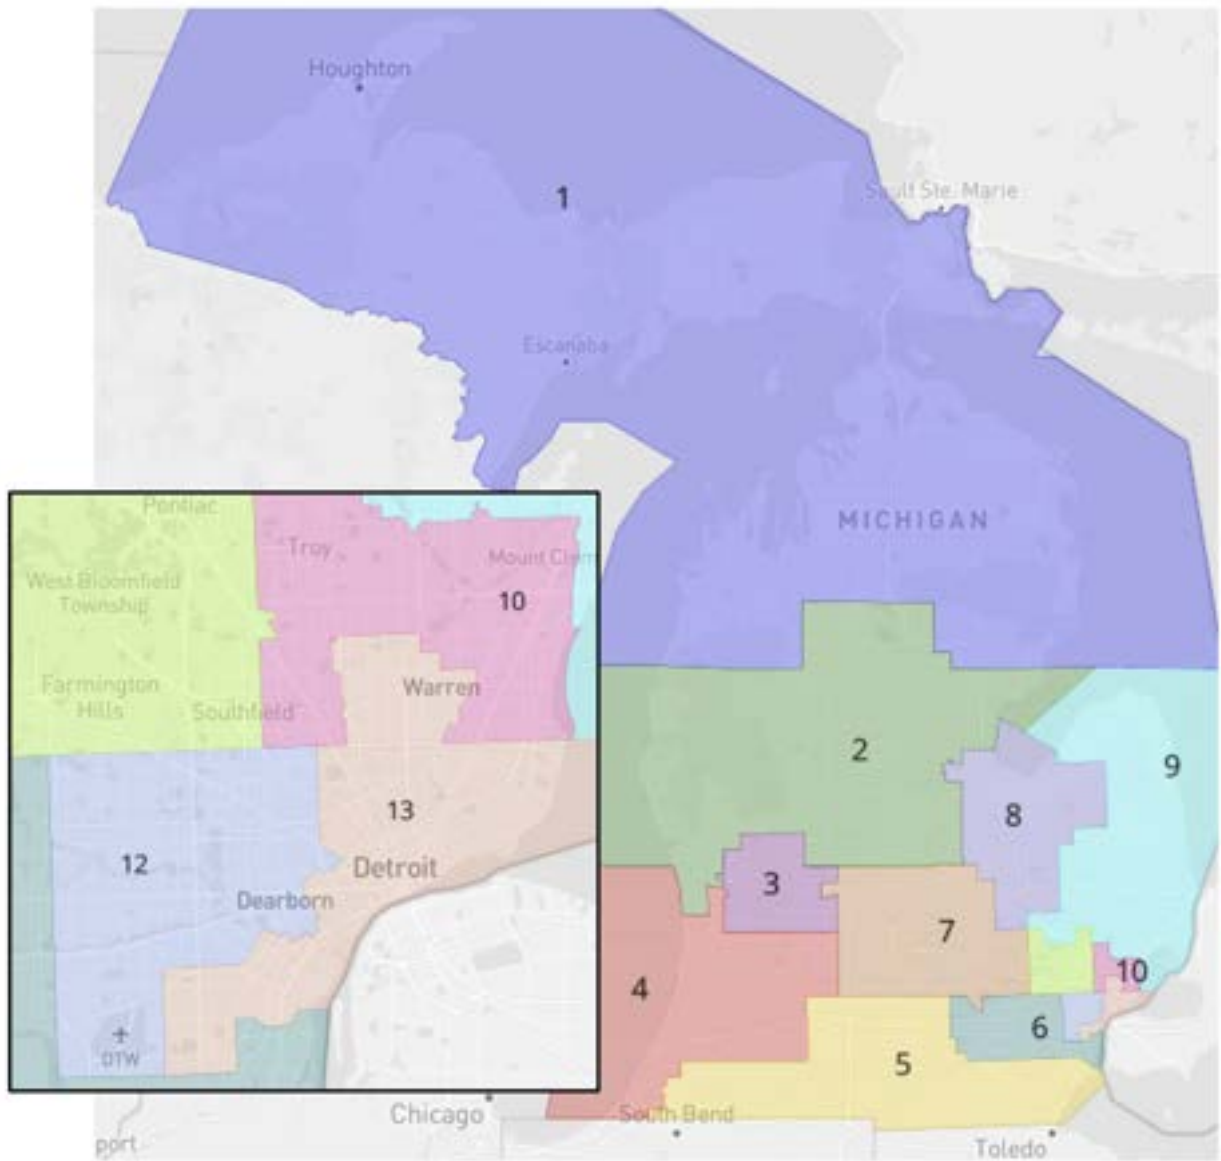 Houghton
1
Sault Ste. Marie
Escanaba
MICHIGAN
Pontiac
Troy
Mount Clem
West Bloomfield
Township
10
Farmington
Hills
Southfield
Warren
13
12
Detroit
Dearborn
DTW
2
9
8
3
7
4
10
6
5
Chicago
South Bend
Toledo
port